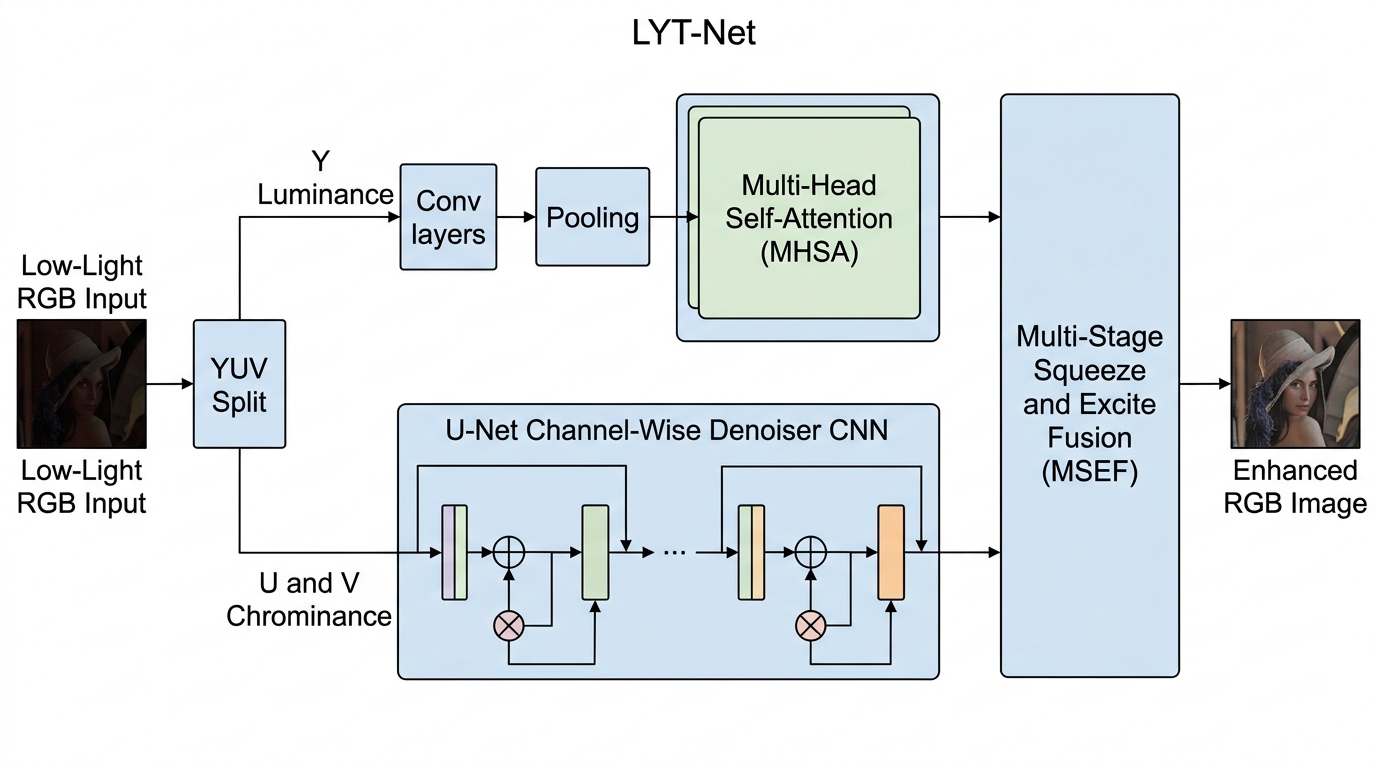 LYT-Net
Y
Luminance
Conv
layers
Pooling
Multi-Head
Self-Attention
(MHSA)
Low-Light
RGB Input
YUV
Split
Low-Light
RGB Input
U and V
Chrominance
U-Net Channel-Wise Denoiser CNN
...
Multi-Stage
Squeeze
and Excite
Fusion
(MSEF)
Enhanced
RGB Image